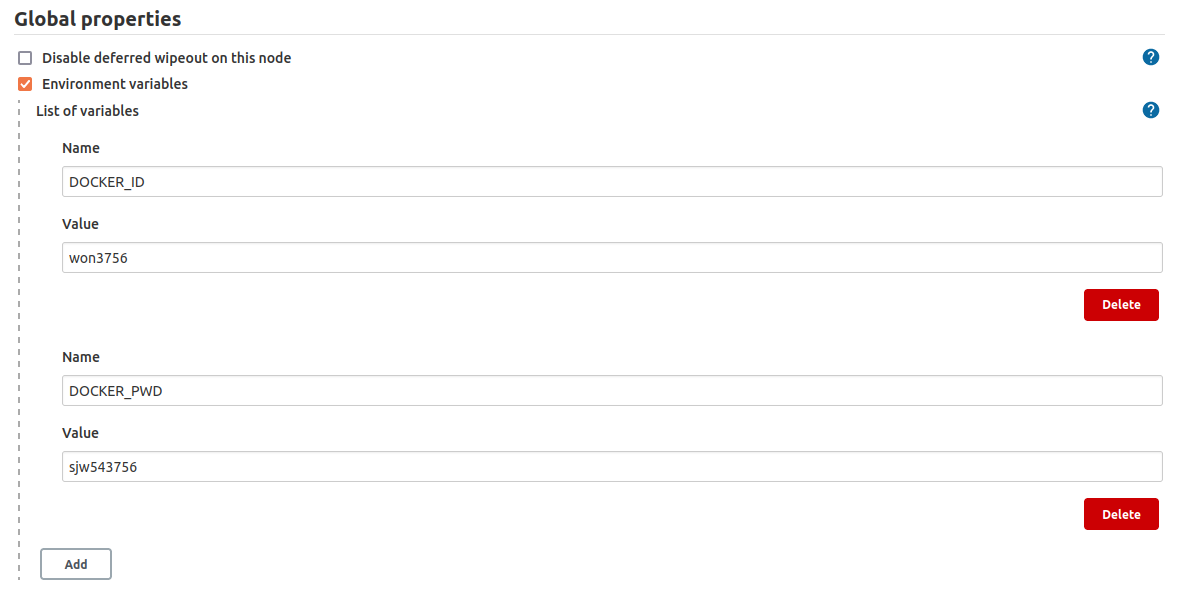 Global properties
Disable deferred wipeout on this node
?
Environment variables
List of variables
?
Name
DOCKER_ID
Value
won3756
Delete
Name
DOCKER_PWD
Value
sjw543756
Delete
Add